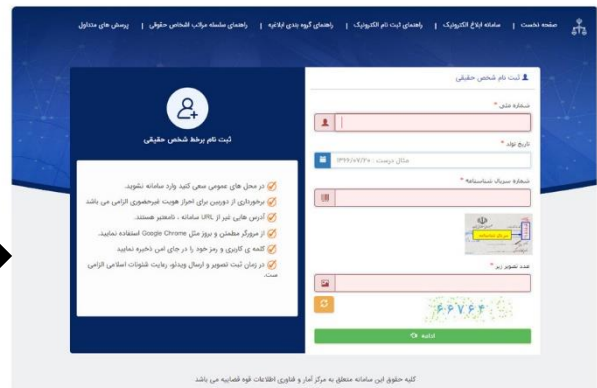 صفحه نخست | سامانه ابلاغ الکترونیک | راهنمای ثبت نام الکترونیک | راهنمای گروه بندی ابلاغیه | راهنمای سلسله مراتب اشخاص حقوقی | پرسش های متداول
ثبت نام شخص حقیقی
شماره ملی *
تاریخ تولد *
مثال درست : ۱۳۶۶/۰۷/۲۰
شماره سریال شناسنامه *
عدد تصویر زیر *
۶۶۷۶۴
ادامه
ثبت نام برخط شخص حقیقی
در محل های عمومی سعی کنید وارد سامانه نشوید.
برخورداری از دوربین برای احراز هویت غیرحضوری الزامی می باشد
آدرس هایی غیر از URL سامانه ، نامعتبر هستند.
از مرورگر مطمئن و بروز مثل Google Chrome استفاده نمایید.
کلمه ی کاربری و رمز خود را در جای امن ذخیره نمایید
در زمان ثبت تصویر و ارسال ویدئو، رعایت شئونات اسلامی الزامی
ست.
کلیه حقوق این سامانه متعلق به مرکز آمار و فناوری اطلاعات قوه قضاییه می باشد